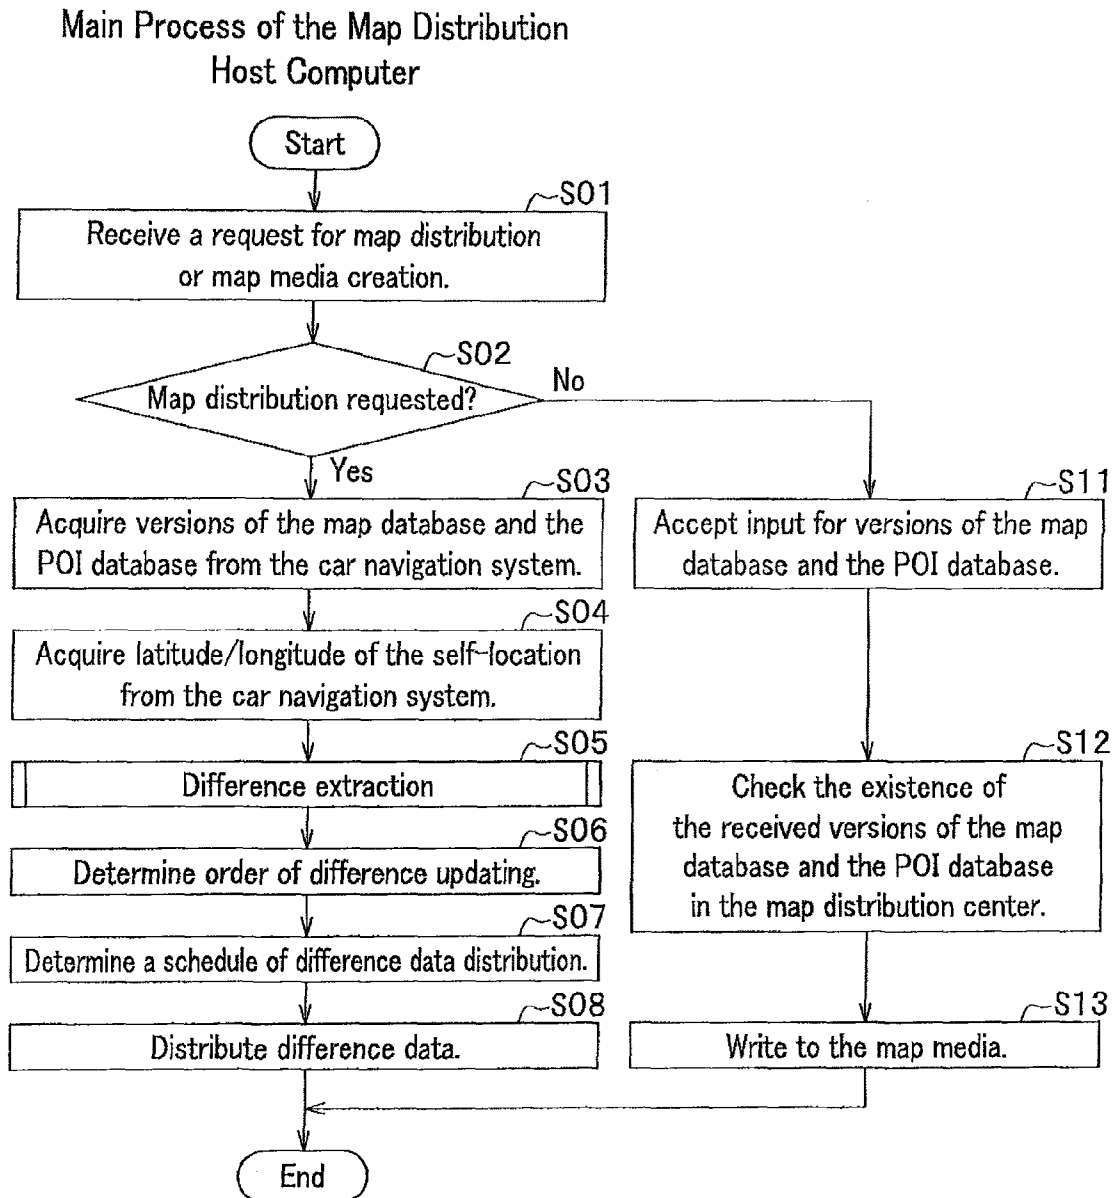 Main Process of the Map Distribution
Host Computer
Start
S01
Receive a request for map distribution
or map media creation.
S02
Map distribution requested?
No
Yes
S03
Acquire versions of the map database and the
POI database from the car navigation system.
S04
Acquire latitude/longitude of the self-location
from the car navigation system.
S05
Difference extraction
S06
Determine order of difference updating.
S07
Determine a schedule of difference data distribution.
S08
Distribute difference data.
S11
Accept input for versions of the map
database and the POI database.
S12
Check the existence of
the received versions of the map
database and the POI database
in the map distribution center.
S13
Write to the map media.
End